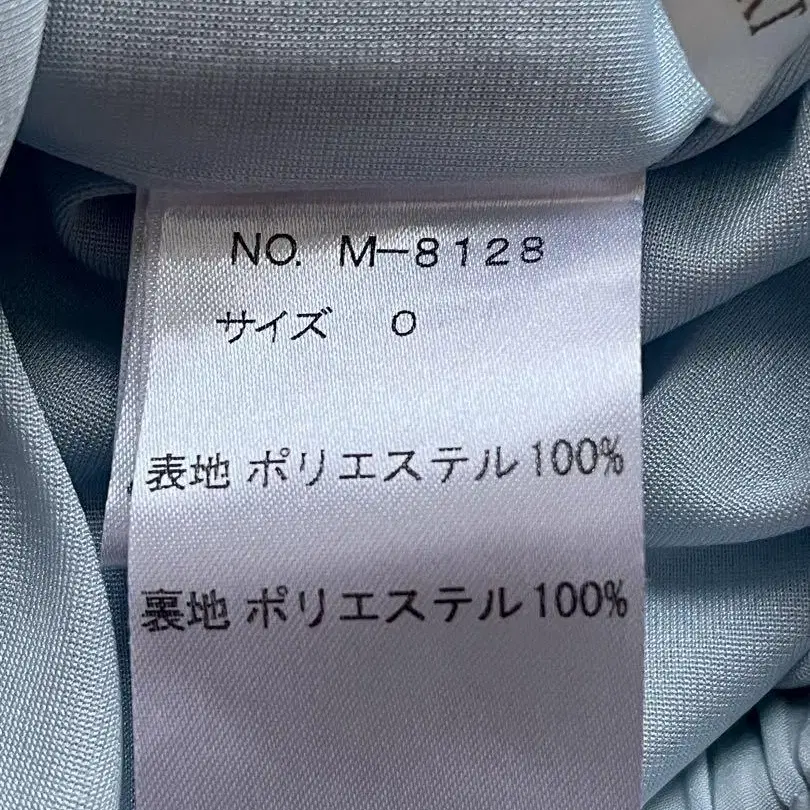 NO. M-8128
サイズ 0
表地 ポリエステル100%
裏地 ポリエステル100%